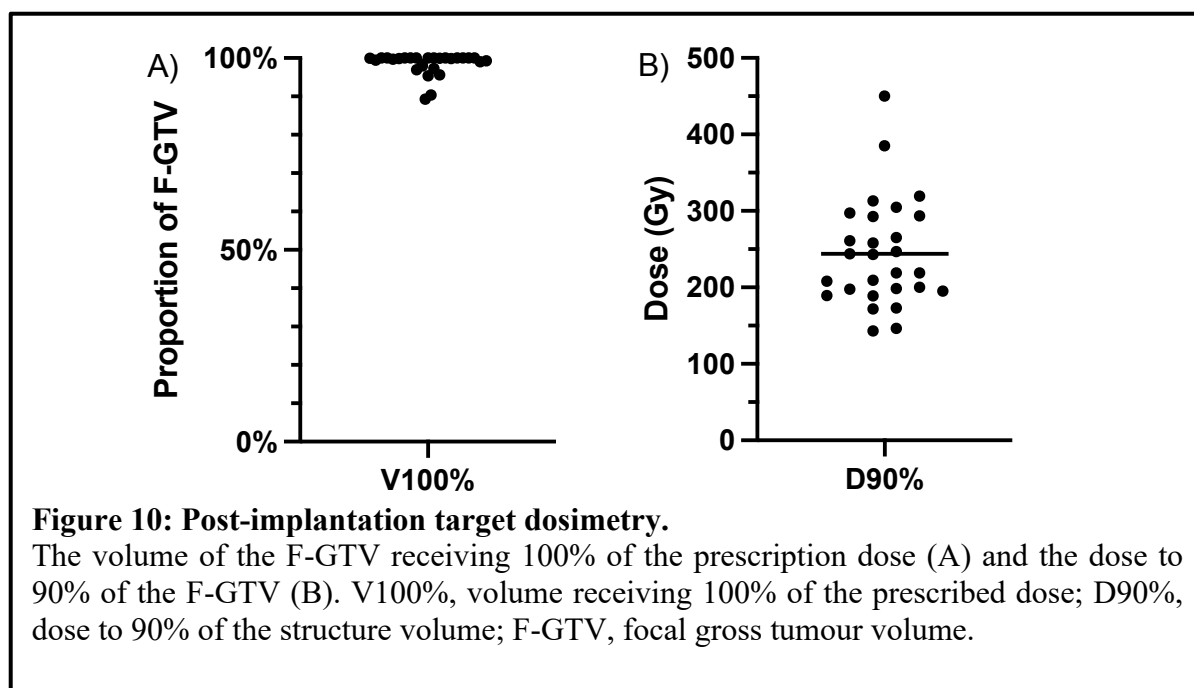 A)
100%
50%
0%
Proportion of F-GTV
V100%
B)
500
400
300
200
100
0
Dose (Gy)
D90%
Figure 10: Post-implantation target dosimetry.
The volume of the F-GTV receiving 100% of the prescription dose (A) and the dose to
90% of the F-GTV (B). V100%, volume receiving 100% of the prescribed dose; D90%,
dose to 90% of the structure volume; F-GTV, focal gross tumour volume.